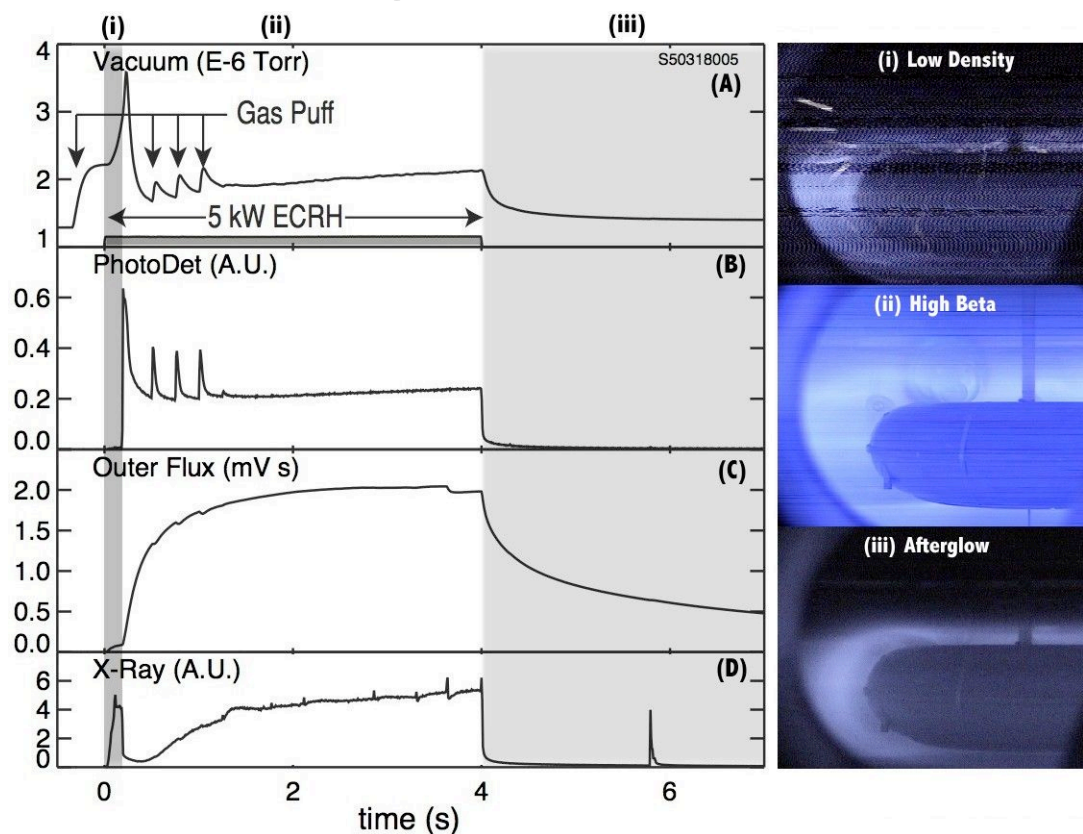 (i) (ii) (iii)
4
Vacuum (E-6 Torr)
S50318005
(A)
3
Gas Puff
2
5 kW ECRH
1
PhotoDet (A.U.)
(B)
0.6
0.4
0.2
0.0
Outer Flux (mV s)
(C)
2.0
1.5
1.0
0.5
0.0
X-Ray (A.U.)
(D)
6
4
2
0
0 2 4 6
time (s)
(i) Low Density
(ii) High Beta
(iii) Afterglow